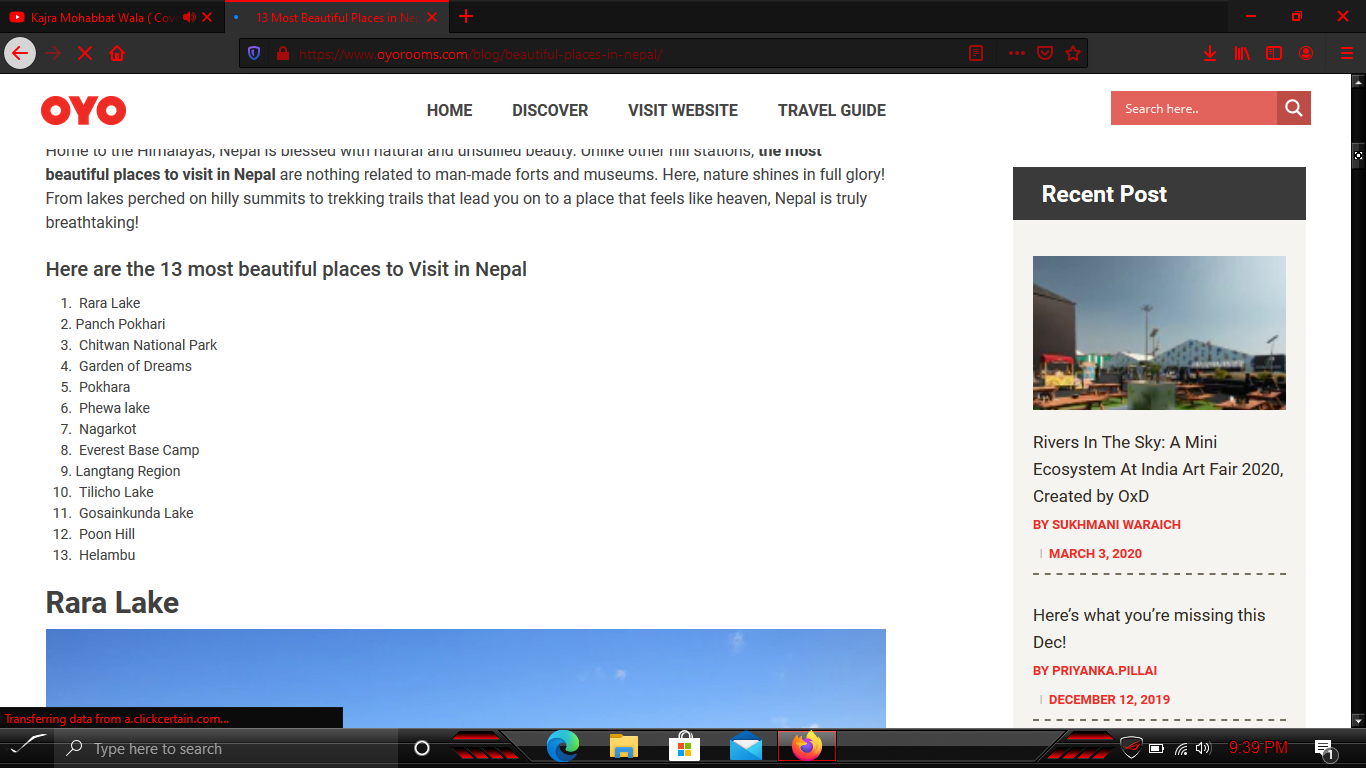 Kajra Mohabbat Wala ( Cov
13 Most Beautiful Places in Nep
https://www.oyorooms.com/blog/beautiful-places-in-nepal/
OYO
HOME
DISCOVER
VISIT WEBSITE
TRAVEL GUIDE
Search here..
Home to the Himalayas, Nepal is blessed with natural and unsullied beauty. Unlike other hill stations, the most
beautiful places to visit in Nepal are nothing related to man-made forts and museums. Here, nature shines in full glory!
From lakes perched on hilly summits to trekking trails that lead you on to a place that feels like heaven, Nepal is truly
breathtaking!
Here are the 13 most beautiful places to Visit in Nepal
1. Rara Lake
2. Panch Pokhari
3. Chitwan National Park
4. Garden of Dreams
5. Pokhara
6. Phewa lake
7. Nagarkot
8. Everest Base Camp
9. Langtang Region
10. Tilicho Lake
11. Gosainkunda Lake
12. Poon Hill
13. Helambu
Rara Lake
Recent Post
Rivers In The Sky: A Mini
Ecosystem At India Art Fair 2020,
Created by OxD
BY SUKHMANI WARAICH
| MARCH 3, 2020
Here's what you're missing this
Dec!
BY PRIYANKA.PILLAI
| DECEMBER 12, 2019
Transferring data from a.clickcertain.com...
Type here to search
9:39 PM
1